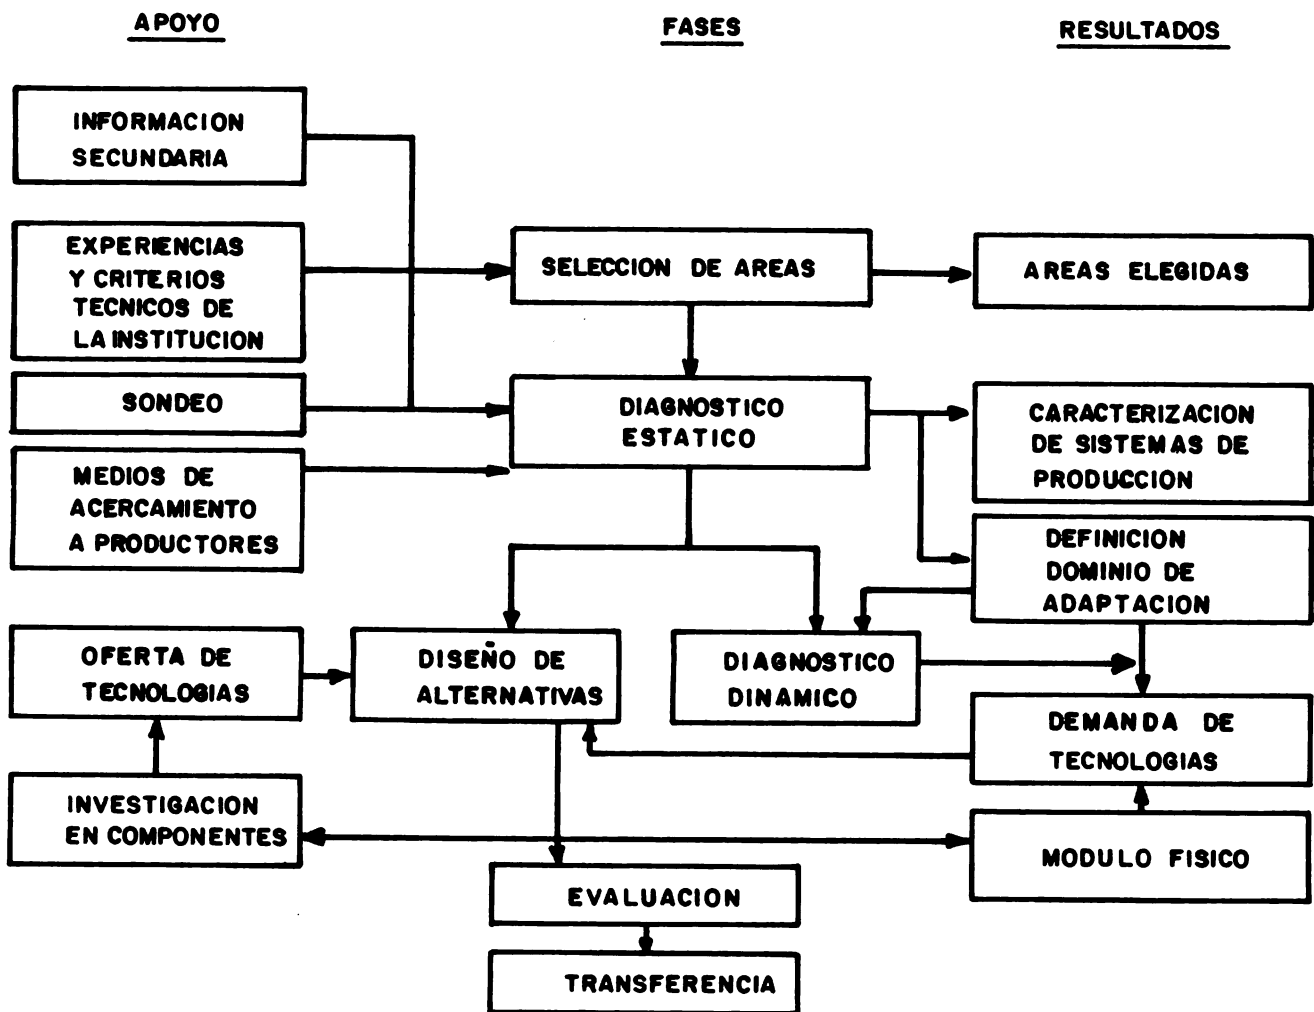 APOYO
FASES
RESULTADOS
INFORMACION
SECUNDARIA
EXPERIENCIAS
Y CRITERIOS
TECNICOS DE
LA INSTITUCION
SELECCION DE AREAS
AREAS ELEGIDAS
SONDEO
DIAGNOSTICO
ESTATICO
CARACTERIZACION
DE SISTEMAS DE
PRODUCCION
MEDIOS DE
ACERCAMIENTO
A PRODUCTORES
DEFINICION
DOMINIO DE
ADAPTACION
OFERTA DE
TECNOLOGIAS
DISEÑO DE
ALTERNATIVAS
DIAGNOSTICO
DINAMICO
DEMANDA DE
TECNOLOGIAS
INVESTIGACION
EN COMPONENTES
MODULO FISICO
EVALUACION
TRANSFERENCIA